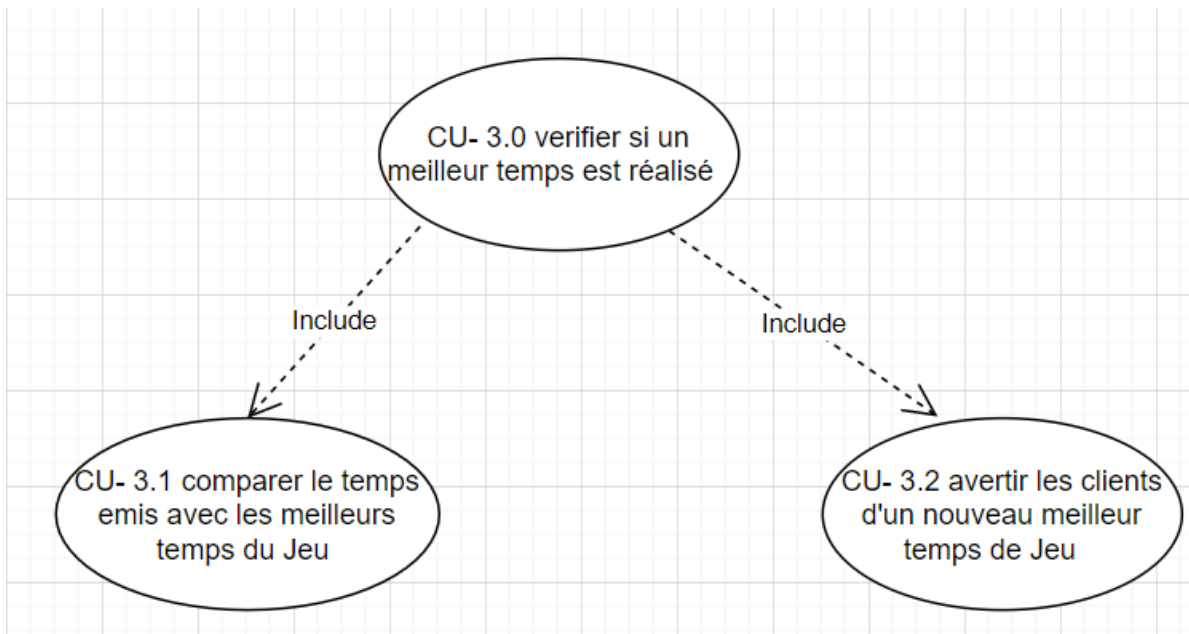 CU- 3.0 verifier si un
meilleur temps est réalisé
Include
Include
CU- 3.1 comparer le temps
emis avec les meilleurs
temps du Jeu
CU- 3.2 avertir les clients
d'un nouveau meilleur
temps de Jeu